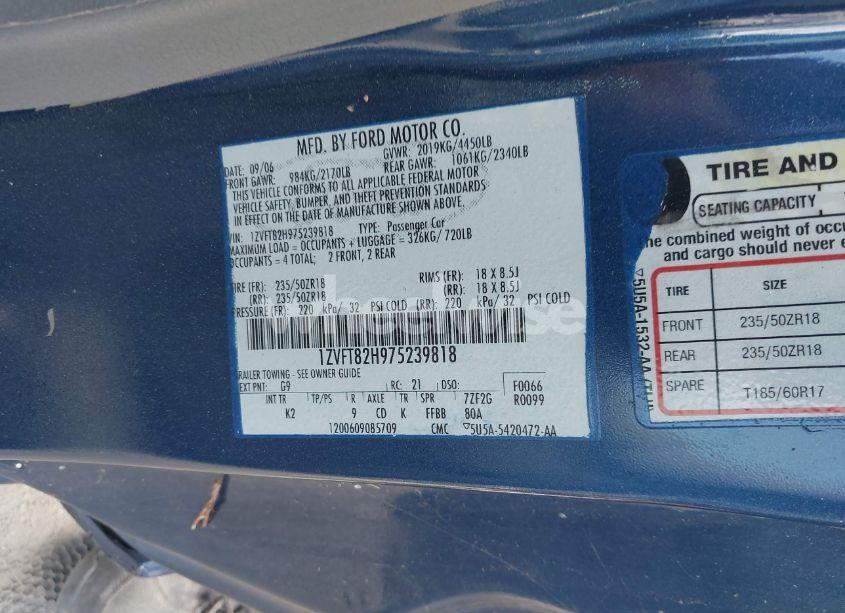 MFD. BY FORD MOTOR CO.
DATE: 09/06 GVWR: 2019KG/4450LB
FRONT GAWR: 984KG/2170LB REAR GAWR: 1061KG/2340LB
THIS VEHICLE CONFORMS TO ALL APPLICABLE FEDERAL MOTOR
VEHICLE SAFETY, BUMPER, AND THEFT PREVENTION STANDARDS
IN EFFECT ON THE DATE OF MANUFACTURE SHOWN ABOVE.
VIN: 1ZVFT82H975239818 TYPE: Passenger Car
MAXIMUM LOAD = OCCUPANTS + LUGGAGE = 326KG/ 720LB
OCCUPANTS = 4 TOTAL; 2 FRONT, 2 REAR
TIRE (FR): 235/50ZR18 RIMS (FR): 18 X 8.5J
(RR): 235/50ZR18 (RR): 18 X 8.5J
PRESSURE (FR): 220 kPa/ 32 PSI COLD (RR): 220 kPa/ 32 PSI COLD
1ZVFT82H975239818
TRAILER TOWING - SEE OWNER GUIDE
EXT PNT: G9 RC: 21 DSO: F0066
INT TR TP/PS R AXLE TR SPR 7ZF2G R0099
K2 9 CD K FFBB 80A
1200609085709 CMC ▽5U5A-5420472-AA
TIRE AND
SEATING CAPACITY
he combined weight of occu
and cargo should never e
TIRE SIZE
FRONT 235/50ZR18
REAR 235/50ZR18
SPARE T185/60R17
▽5U5A-1532-AA